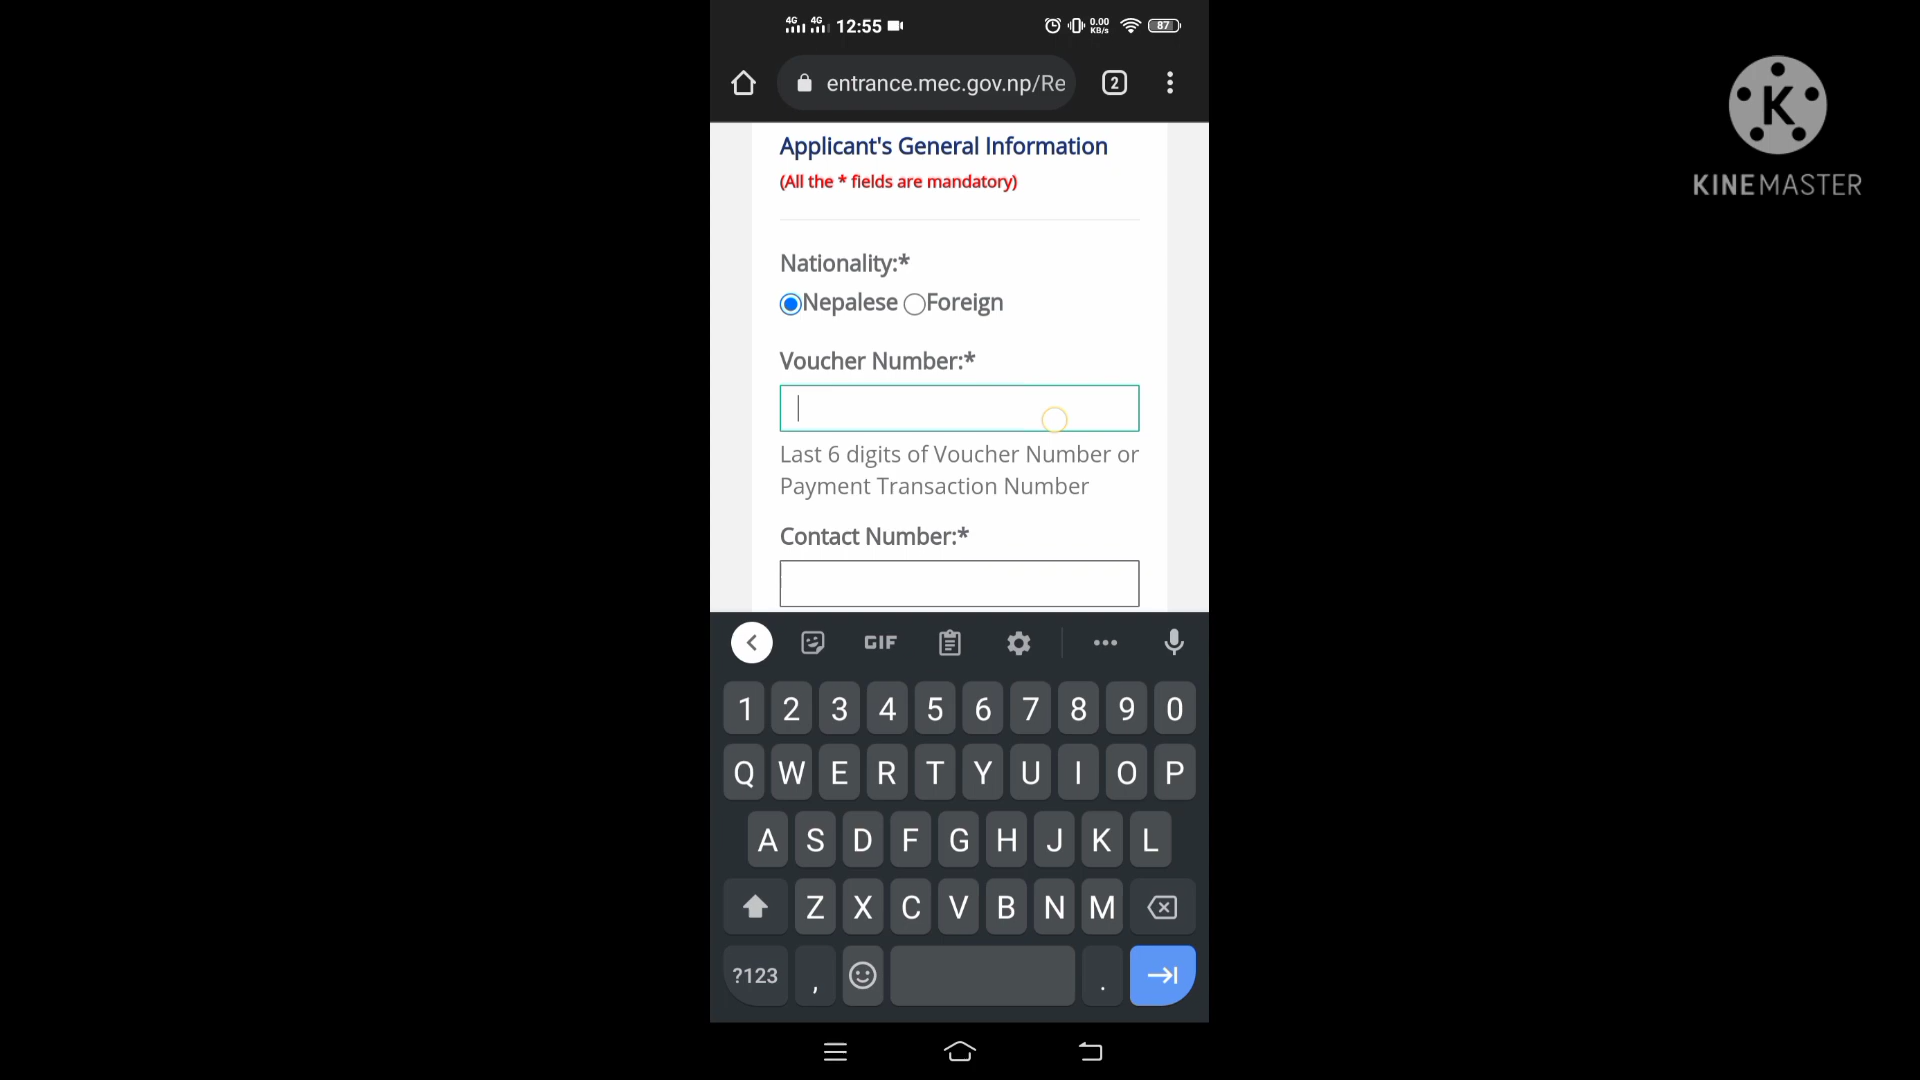 4G 4G 12:55 0.00 KB/s 87
entrance.mec.gov.np/Re 2
K
KINEMASTER
Applicant's General Information
(All the * fields are mandatory)
Nationality:*
Nepalese Foreign
Voucher Number:*
Last 6 digits of Voucher Number or
Payment Transaction Number
Contact Number:*
GIF
1 2 3 4 5 6 7 8 9 0
Q W E R T Y U I O P
A S D F G H J K L
Z X C V B N M
?123 , .